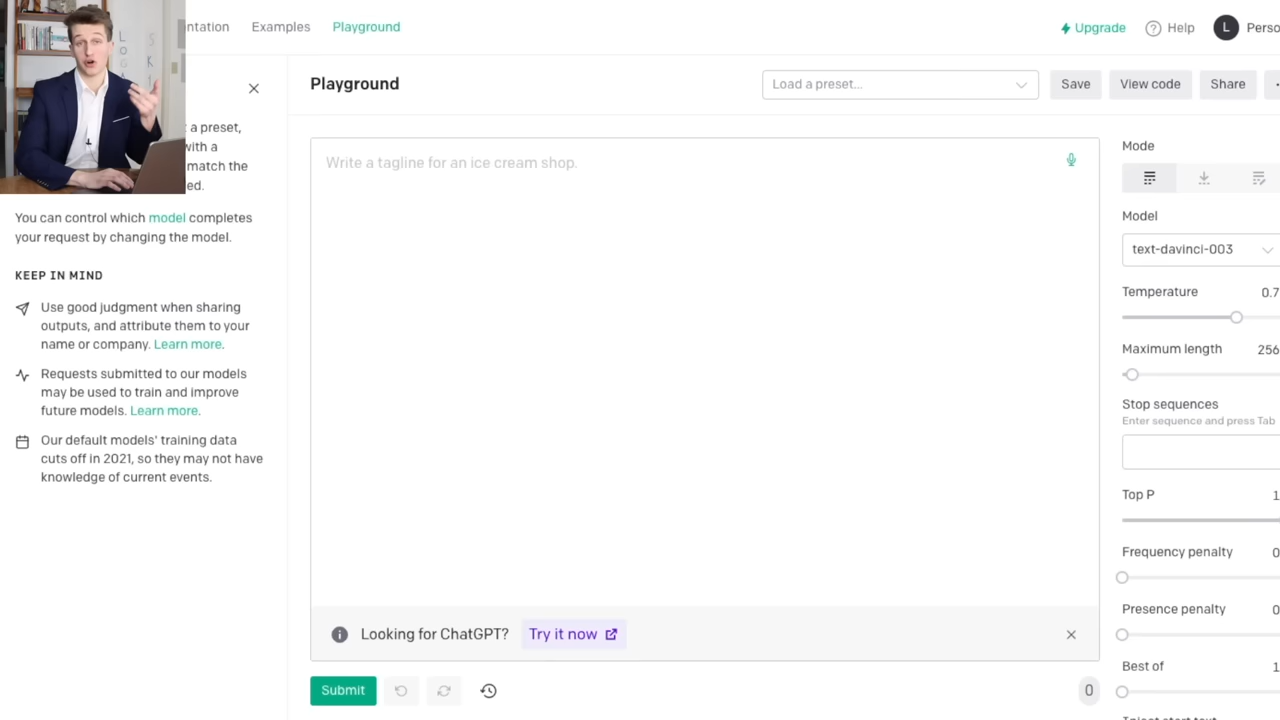 entation Examples Playground
Upgrade Help L Perso
Playground
Load a preset...
Save View code Share
a preset,
with a
match the
ed.
You can control which model completes
your request by changing the model.
KEEP IN MIND
Use good judgment when sharing
outputs, and attribute them to your
name or company. Learn more.
Requests submitted to our models
may be used to train and improve
future models. Learn more.
Our default models' training data
cuts off in 2021, so they may not have
knowledge of current events.
Write a tagline for an ice cream shop.
Looking for ChatGPT? Try it now
Submit
0
Mode
Model
text-davinci-003
Temperature 0.7
Maximum length 256
Stop sequences
Enter sequence and press Tab
Top P 1
Frequency penalty 0
Presence penalty 0
Best of 1